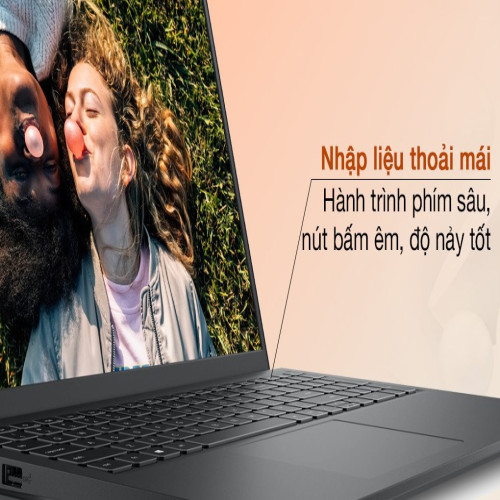 Nhập liệu thoải mái
Hành trình phím sâu,
nút bấm êm, độ nảy tốt